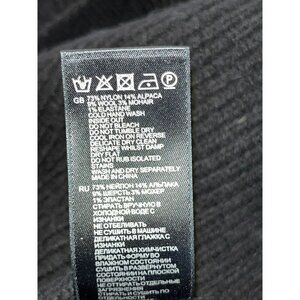 GB 73% NYLON 14% ALPACA
9% WOOL 3% MOHAIR
1% ELASTANE
COLD HAND WASH
INSIDE OUT
DO NOT BLEACH
DO NOT TUMBLE DRY
COOL IRON ON REVERSE
DELICATE DRY CLEAN
RESHAPE WHILST DAMP
DRY FLAT
DO NOT RUB ISOLATED
STAINS
WASH AND DRY SEPARATELY
MADE IN CHINA
RU 73% НЕЙЛОН 14% АЛЬПАКА
9% ШЕРСТЬ 3% МОХЕР
1% ЭЛАСТАН
СТИРАТЬ ВРУЧНУЮ В
ХОЛОДНОЙ ВОДЕ С
ИЗНАНКИ
НЕ ОТБЕЛИВАТЬ
НЕ СУШИТЬ В МАШИНЕ
ДЕЛИКАТНАЯ ГЛАЖКА С
ИЗНАНКИ
ДЕЛИКАТНАЯ ХИМЧИСТКА
ПРИДАТЬ ФОРМУ ВО
ВЛАЖНОМ СОСТОЯНИИ
СУШИТЬ В РАЗВЕРНУТОМ
СОСТОЯНИИ НА ПЛОСКОЙ
ПОВЕРХНОСТИ
НЕ ОТТИРАТЬ ОТДЕЛЬНЫЕ
ЗАГРЯЗНЕНИЯ